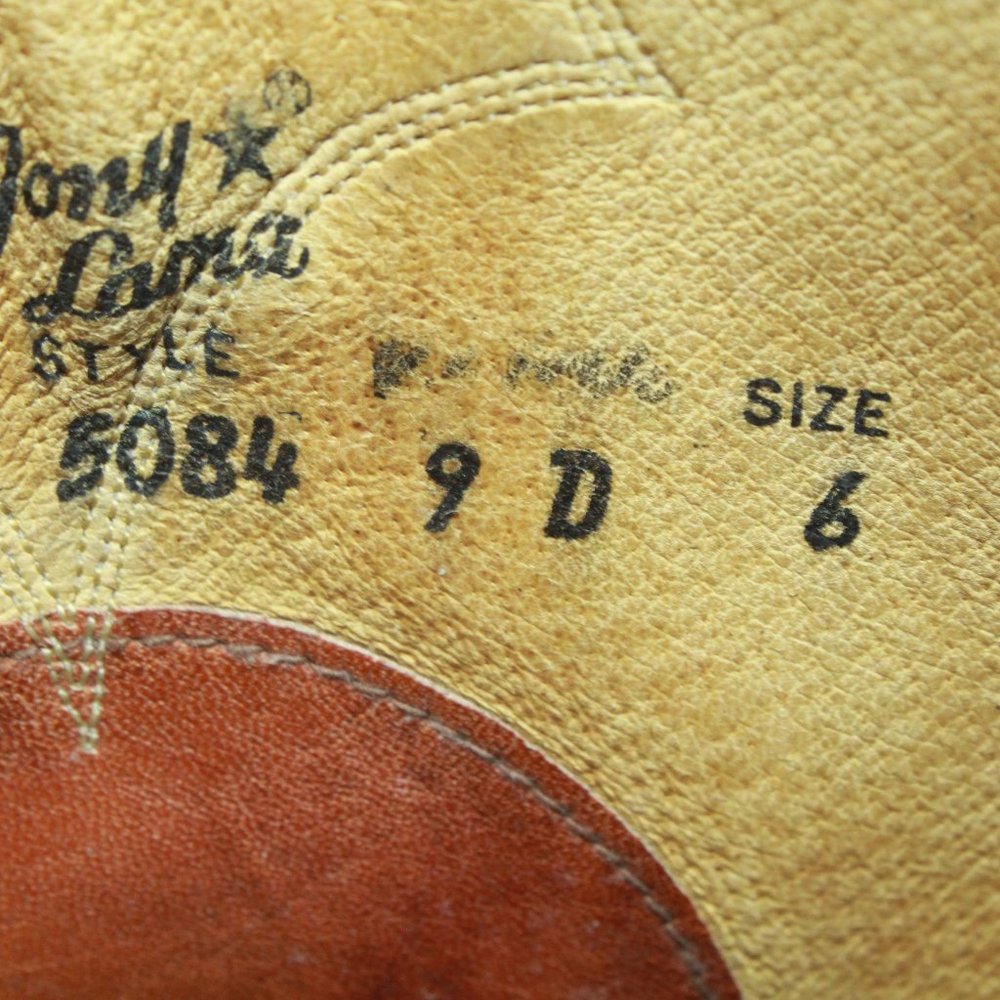 Tony ★ ®
Lama
STYLE SIZE
5084 9 D 6